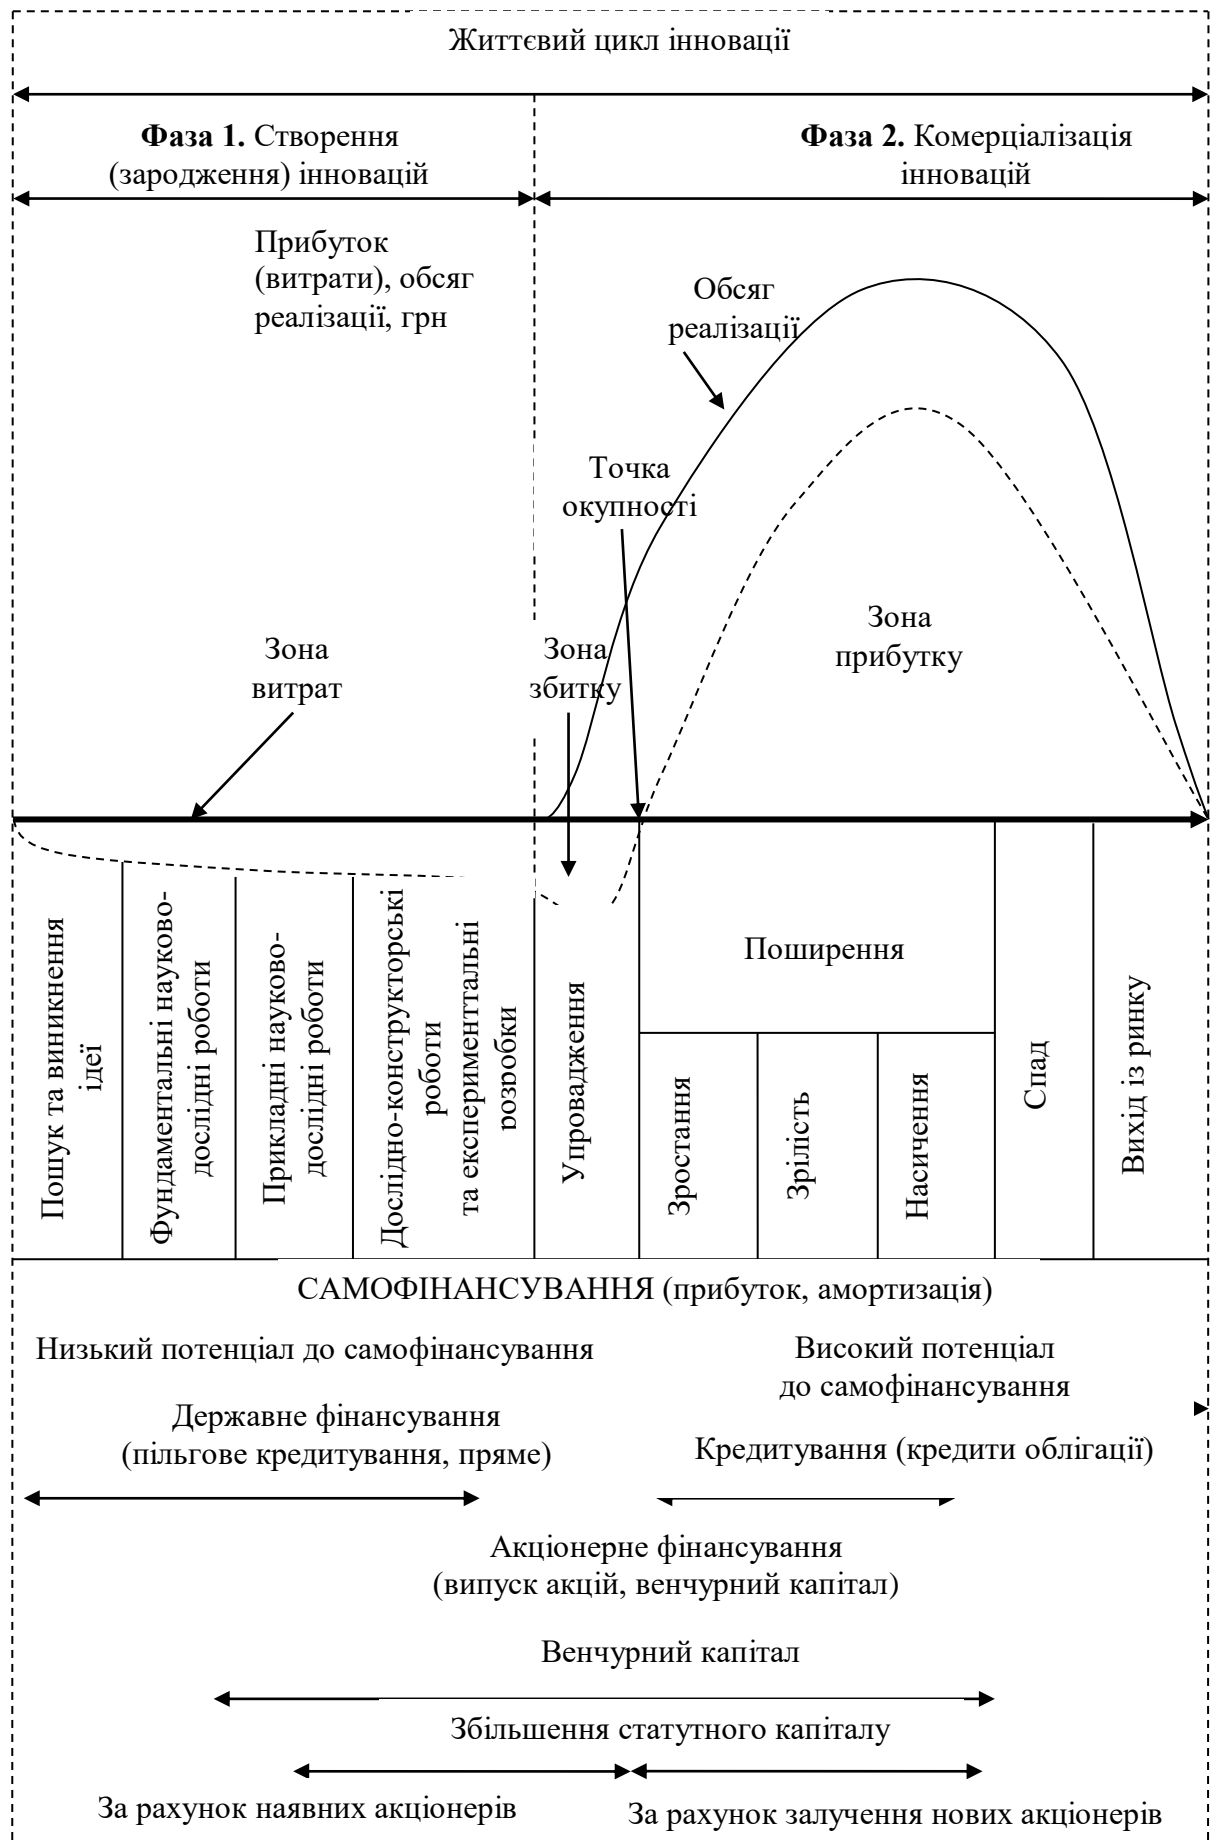 Життєвий цикл інновації
Фаза 1. Створення
(зародження) інновацій
Фаза 2. Комерціалізація
інновацій
Прибуток
(витрати), обсяг
реалізації, грн
Обсяг
реалізації
Точка
окупності
Зона
витрат
Зона
збитку
Зона
прибутку
Пошук та виникнення
ідеї
Фундаментальні науково-
дослідні роботи
Прикладні науково-
дослідні роботи
Дослідно-конструкторські
роботи
та експерименттальні
розробки
Упровадження
Поширення
Зростання
Зрілість
Насичення
Спад
Вихід із ринку
САМОФІНАНСУВАННЯ (прибуток, амортизація)
Низький потенціал до самофінансування
Високий потенціал
до самофінансування
Державне фінансування
(пільгове кредитування, пряме)
Кредитування (кредити облігації)
Акціонерне фінансування
(випуск акцій, венчурний капітал)
Венчурний капітал
Збільшення статутного капіталу
За рахунок наявних акціонерів
За рахунок залучення нових акціонерів